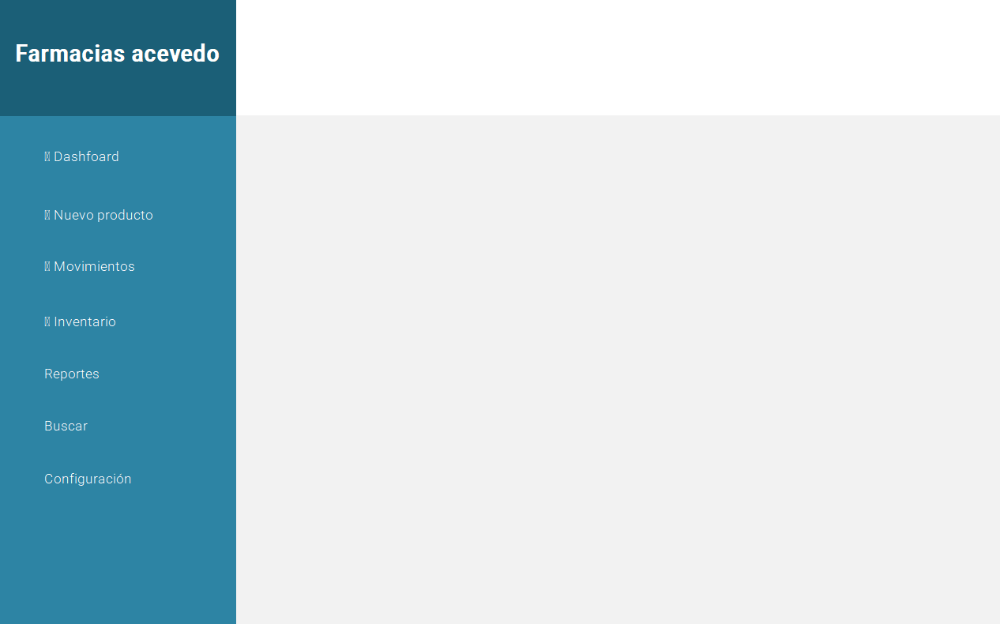 Farmacias acevedo
Dashfoard
Nuevo producto
Movimientos
Inventario
Reportes
Buscar
Configuración